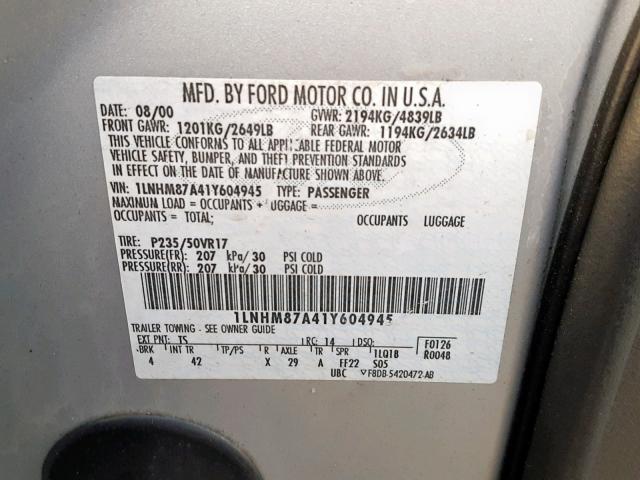 MFD. BY FORD MOTOR CO. IN U.S.A.
DATE: 08/00 GVWR: 2194KG/4839LB
FRONT GAWR: 1201KG/2649LB REAR GAWR: 1194KG/2634LB
THIS VEHICLE CONFORMS TO ALL APPLICABLE FEDERAL MOTOR
VEHICLE SAFETY, BUMPER, AND THEFT PREVENTION STANDARDS
IN EFFECT ON THE DATE OF MANUFACTURE SHOWN ABOVE.
VIN: 1LNHM87A41Y604945 TYPE: PASSENGER
MAXIMUM LOAD = OCCUPANTS + LUGGAGE =
OCCUPANTS = TOTAL; OCCUPANTS LUGGAGE
TIRE: P235/50VR17
PRESSURE(FR): 207 kPa/30 PSI COLD
PRESSURE(RR): 207 kPa/30 PSI COLD
1LNHM87A41Y604945
TRAILER TOWING - SEE OWNER GUIDE
EXT PNT: TS RC: 14 DSO: F0126
BRK INT TR TP/PS R AXLE TR SPR 1LQ1B R0048
4 42 X 29 A FF22 S05
UBC F8DB-5420472-AB